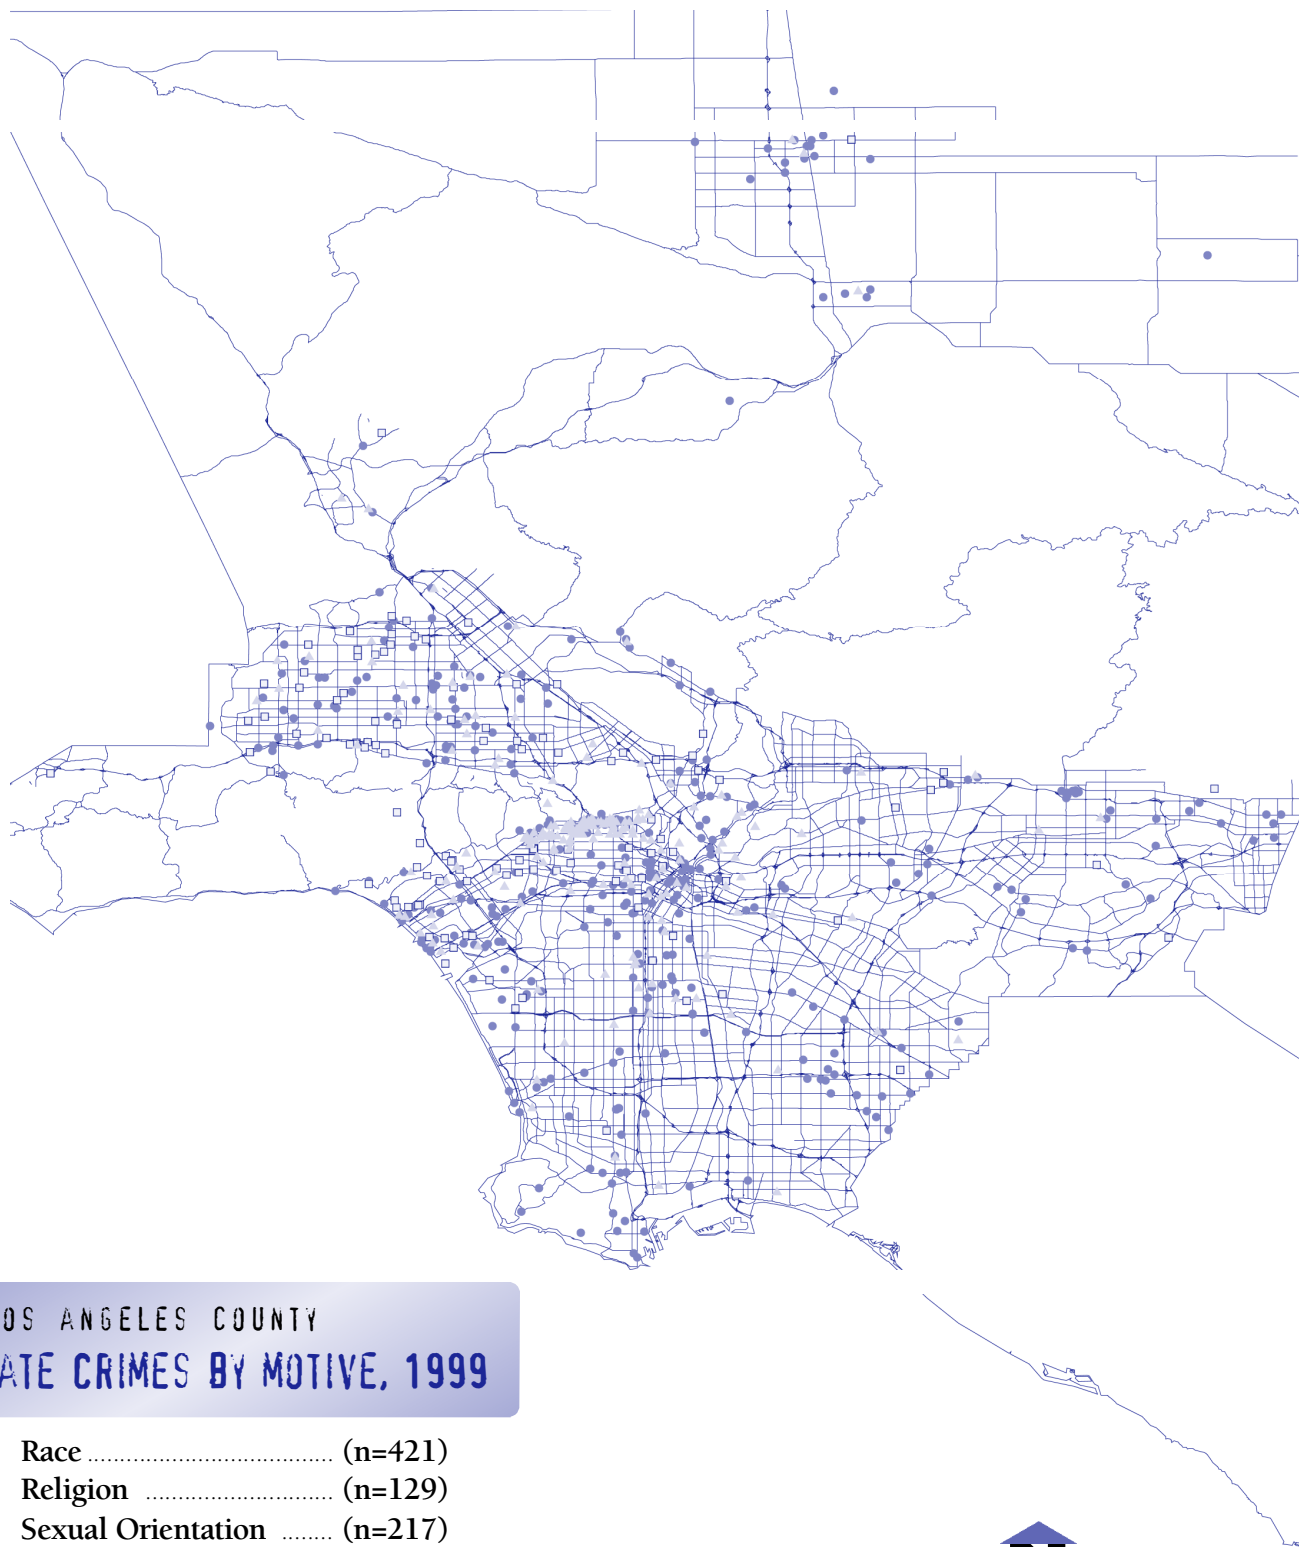 OS ANGELES COUNTY
ATE CRIMES BY MOTIVE, 1999
Race ...................................... (n=421)
Religion ............................. (n=129)
Sexual Orientation ........ (n=217)